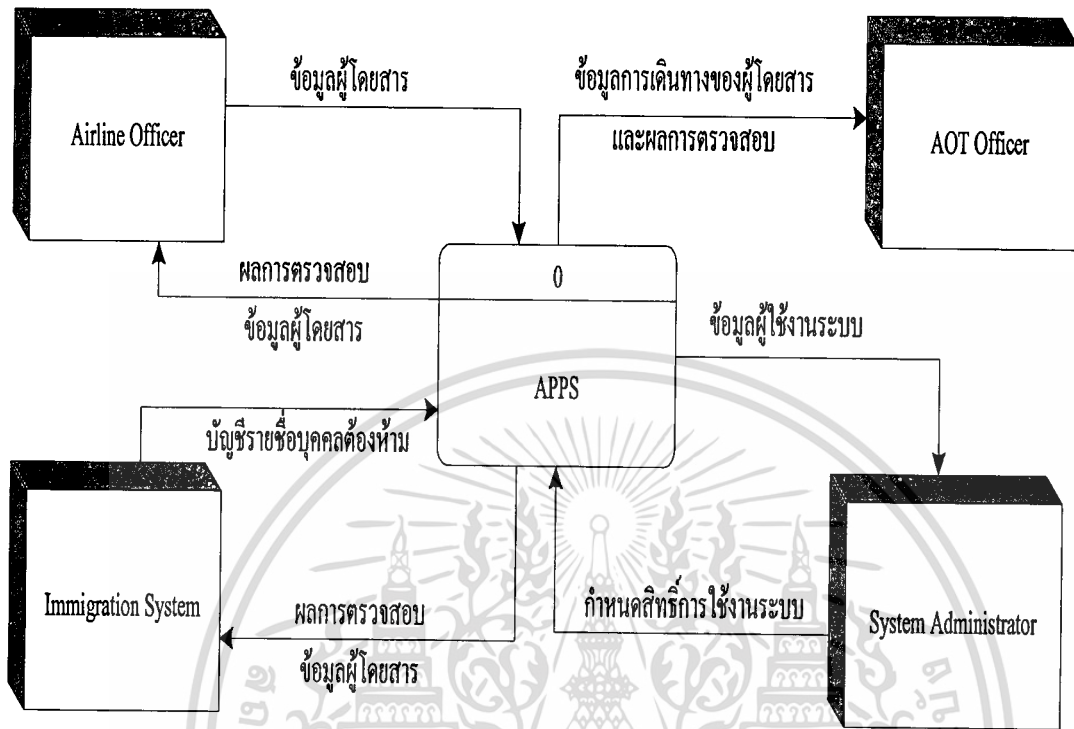 ข้อมูลผู้โดยสาร
ข้อมูลการเดินทางของผู้โดยสาร
และผลการตรวจสอบ
Airline Officer
AOT Officer
ผลการตรวจสอบ
ข้อมูลผู้โดยสาร
0
ข้อมูลผู้ใช้งานระบบ
APPS
บัญชีรายชื่อบุคคลต้องห้าม
Immigration System
ผลการตรวจสอบ
ข้อมูลผู้โดยสาร
กำหนดสิทธิ์การใช้งานระบบ
System Administrator